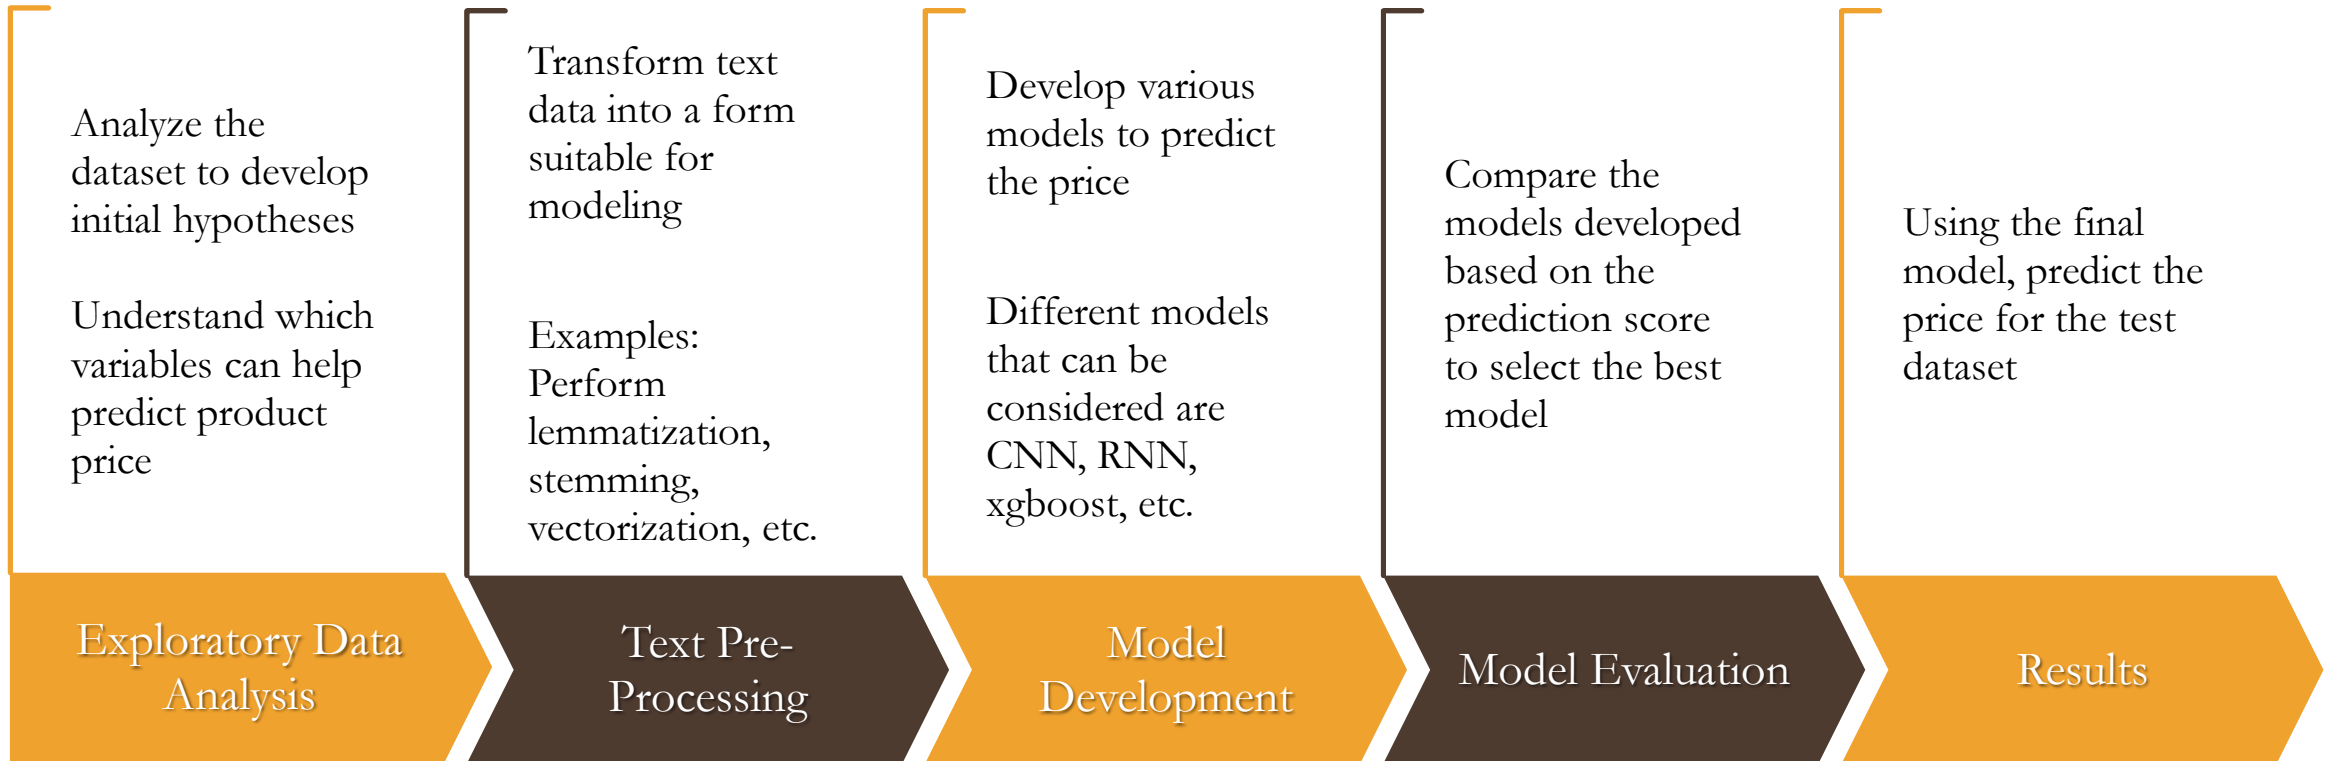 Analyze the
dataset to develop
initial hypotheses
Understand which
variables can help
predict product
price
Exploratory Data
Analysis
Transform text
data into a form
suitable for
modeling
Examples:
Perform
lemmatization,
stemming,
vectorization, etc.
Text Pre-
Processing
Develop various
models to predict
the price
Different models
that can be
considered are
CNN, RNN,
xgboost, etc.
Model
Development
Compare the
models developed
based on the
prediction score
to select the best
model
Model Evaluation
Using the final
model, predict the
price for the test
dataset
Results